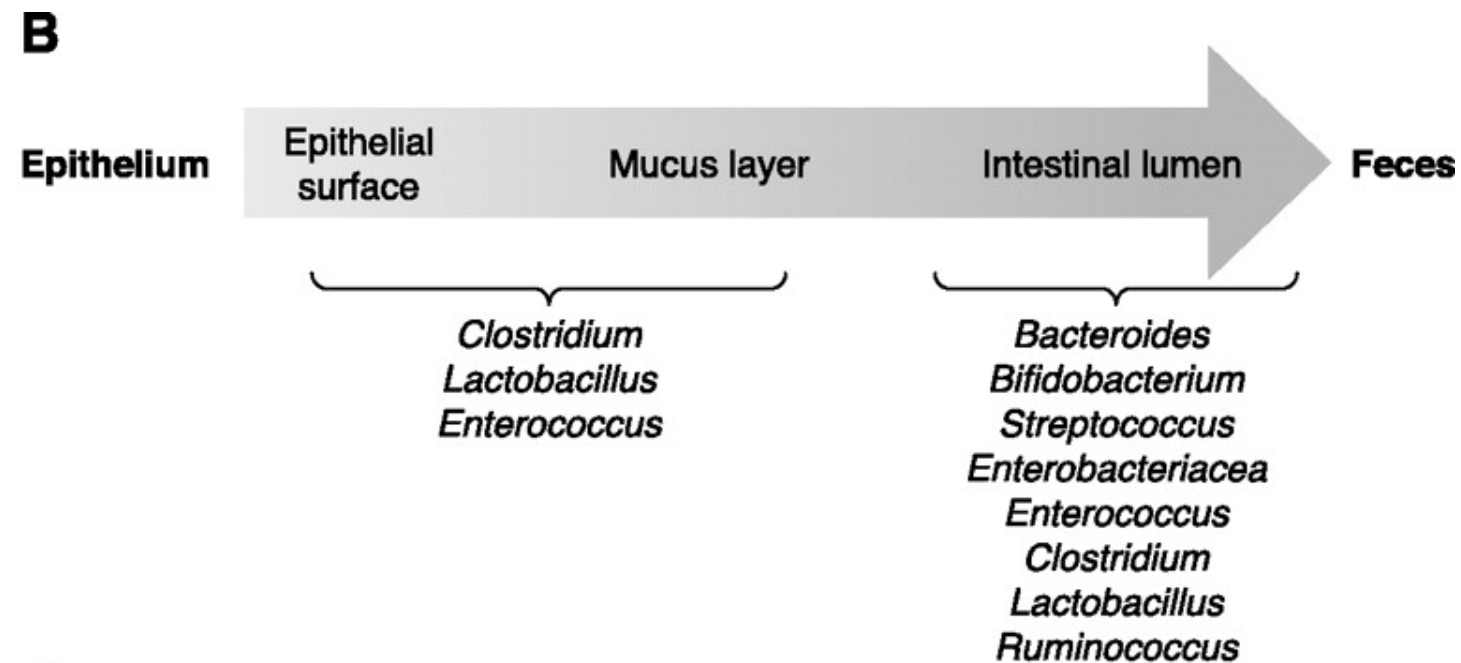 B
Epithelium
Epithelial
surface
Mucus layer
Intestinal lumen
Feces
Clostridium
Lactobacillus
Enterococcus
Bacteroides
Bifidobacterium
Streptococcus
Enterobacteriacea
Enterococcus
Clostridium
Lactobacillus
Ruminococcus